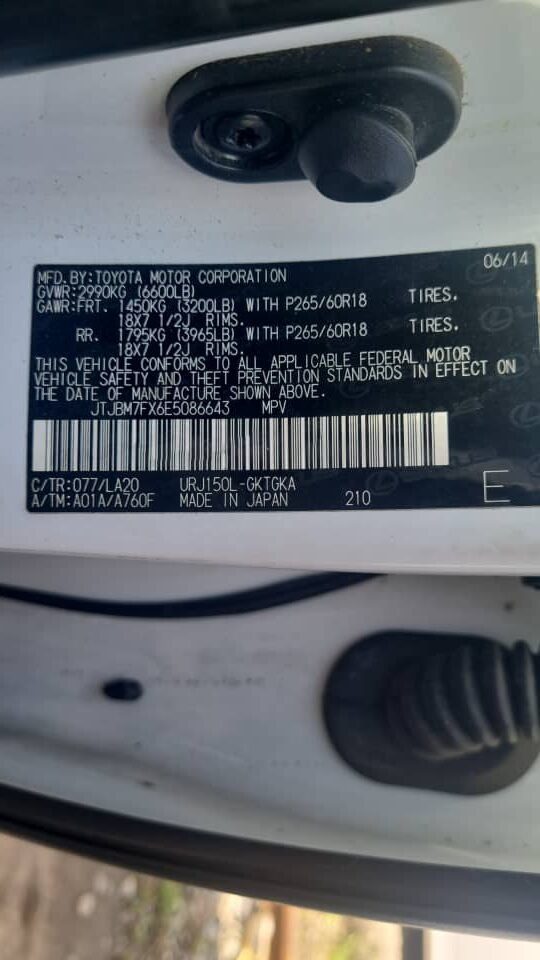 MFD.BY:TOYOTA MOTOR CORPORATION 06/14
GVWR:2990KG (6600LB)
GAWR:FRT. 1450KG (3200LB) WITH P265/60R18 TIRES.
18X7 1/2J RIMS.
RR. 1795KG (3965LB) WITH P265/60R18 TIRES.
18X7 1/2J RIMS.
THIS VEHICLE CONFORMS TO ALL APPLICABLE FEDERAL MOTOR
VEHICLE SAFETY AND THEFT PREVENTION STANDARDS IN EFFECT ON
THE DATE OF MANUFACTURE SHOWN ABOVE.
JTJBM7FX6E5086643 MPV
C/TR:077/LA20 URJ150L-GKTGKA
A/TM:A01A/A760F MADE IN JAPAN 210 E